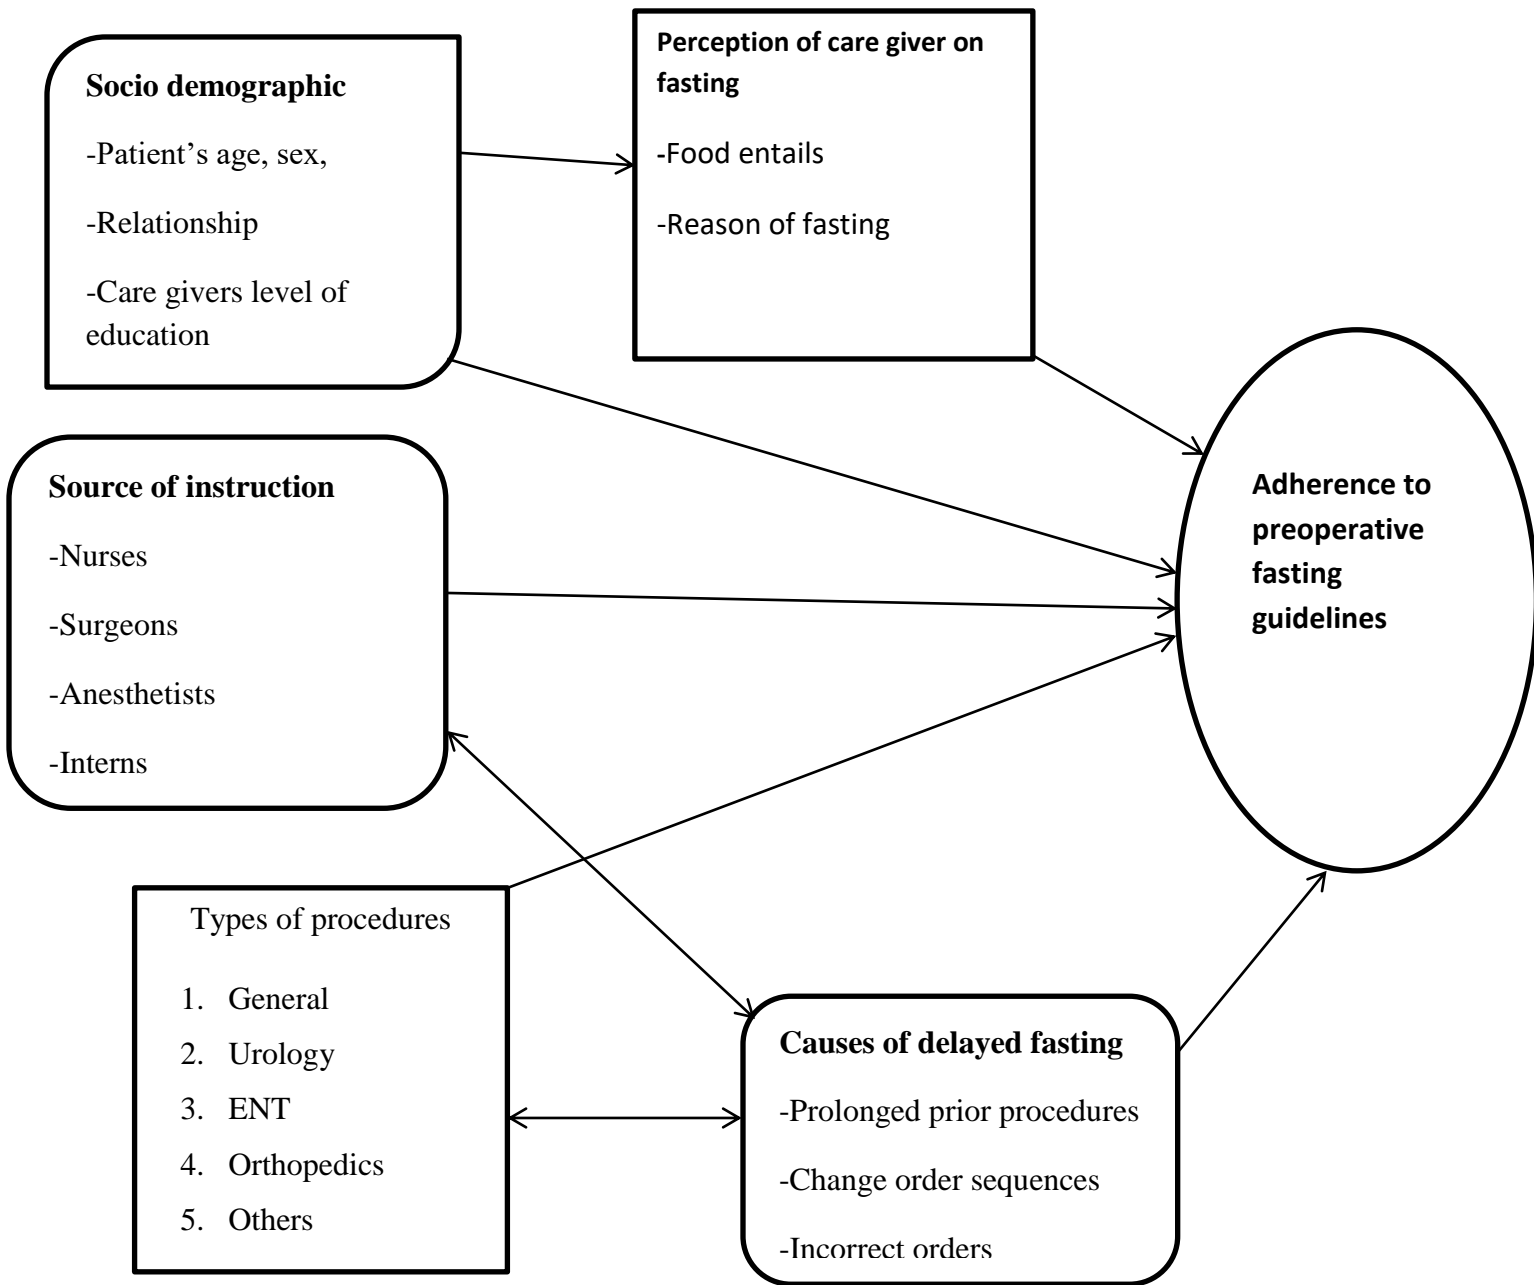 Socio demographic
-Patient's age, sex,
-Relationship
-Care givers level of
education
Perception of care giver on
fasting
-Food entails
-Reason of fasting
Source of instruction
-Nurses
-Surgeons
-Anesthetists
-Interns
Adherence to
preoperative
fasting
guidelines
Types of procedures
1. General
2. Urology
3. ENT
4. Orthopedics
5. Others
Causes of delayed fasting
-Prolonged prior procedures
-Change order sequences
-Incorrect orders